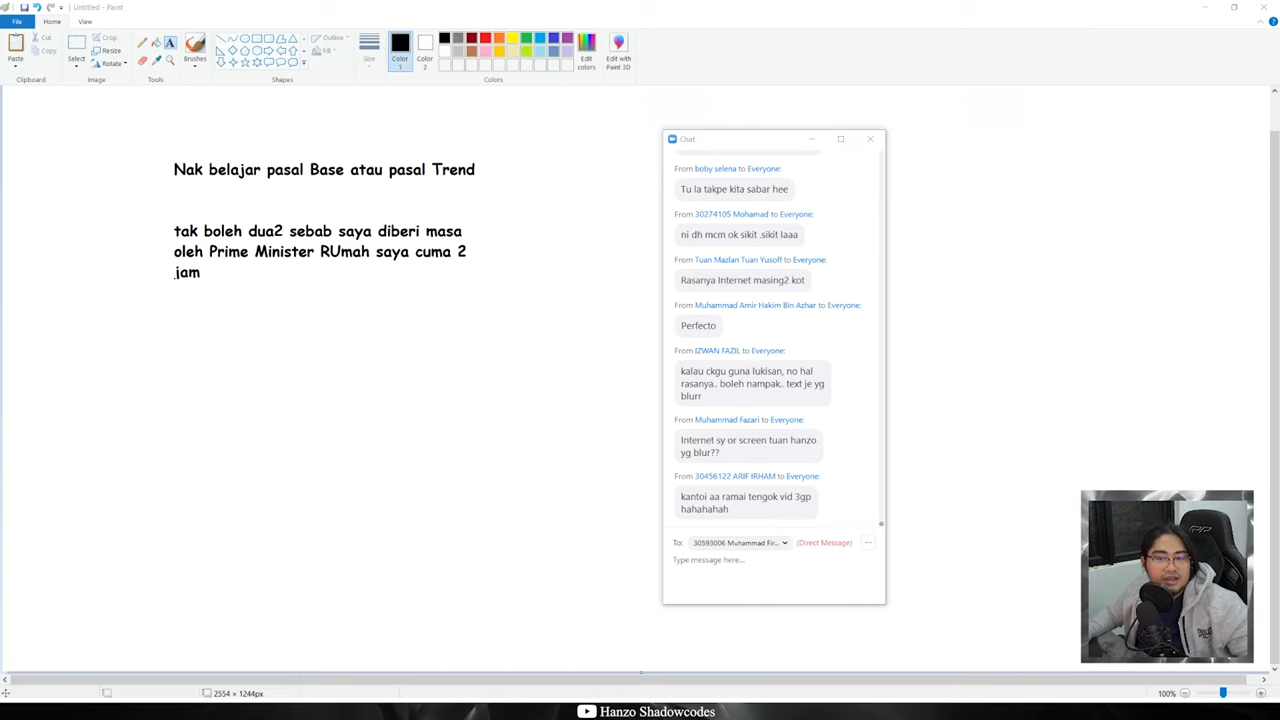 Untitled - Paint
File
Home
View
Paste
Cut
Copy
Clipboard
Select
Crop
Resize
Rotate
Image
Tools
Brushes
Outline
Fill
Shapes
Size
Color 1
Color 2
Edit colors
Edit with Paint 3D
Colors
Nak belajar pasal Base atau pasal Trend
tak boleh dua2 sebab saya diberi masa
oleh Prime Minister RUmah saya cuma 2
jam
Chat
From boby selena to Everyone:
Tu la takpe kita sabar hee
From 30274105 Mohamad to Everyone:
ni dh mcm ok sikit .sikit laaa
From Tuan Mazlan Tuan Yusoff to Everyone:
Rasanya Internet masing2 kot
From Muhammad Amir Hakim Bin Azhar to Everyone:
Perfecto
From IZWAN FAZIL to Everyone:
kalau ckgu guna lukisan, no hal
rasanya.. boleh nampak.. text je yg
blurr
From Muhammad Fazari to Everyone:
Internet sy or screen tuan hanzo
yg blur??
From 30456122 ARIF IRHAM to Everyone:
kantoi aa ramai tengok vid 3gp
hahahahah
To: 30593006 Muhammad Fir... (Direct Message)
Type message here...
2554 × 1244px
100%
Hanzo Shadowcodes